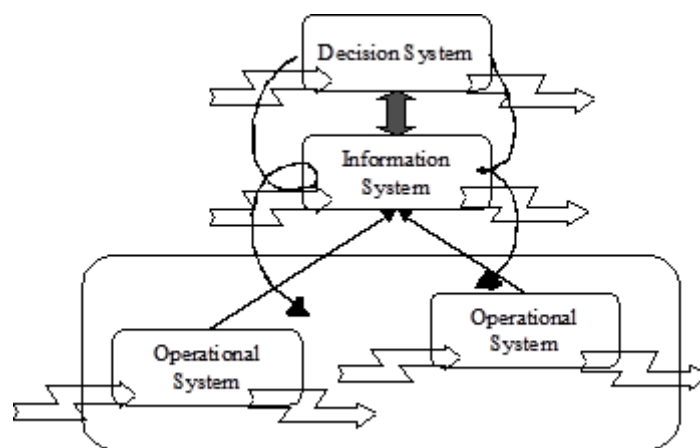 Decision System
Information
System
Operational
System
Operational
System